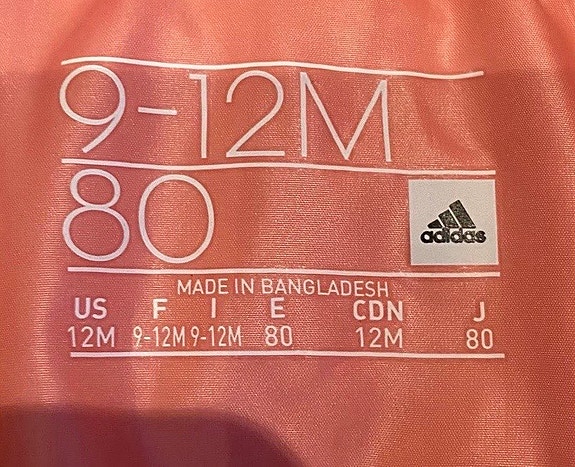 9-12M
80
adidas
MADE IN BANGLADESH
US F I E CDN J
12M 9-12M 9-12M 80 12M 80